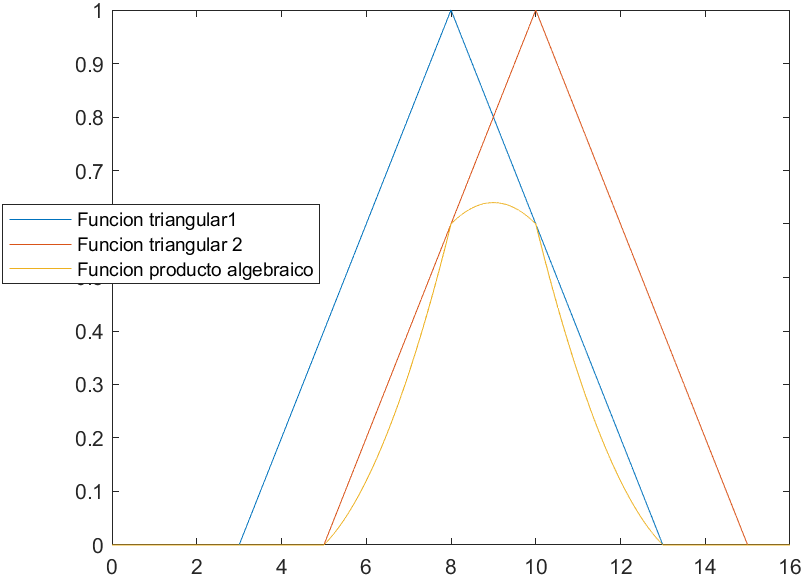 1
0.9
0.8
0.7
Funcion triangular1
Funcion triangular 2
Funcion producto algebraico
0.4
0.3
0.2
0.1
0
0 2 4 6 8 10 12 14 16